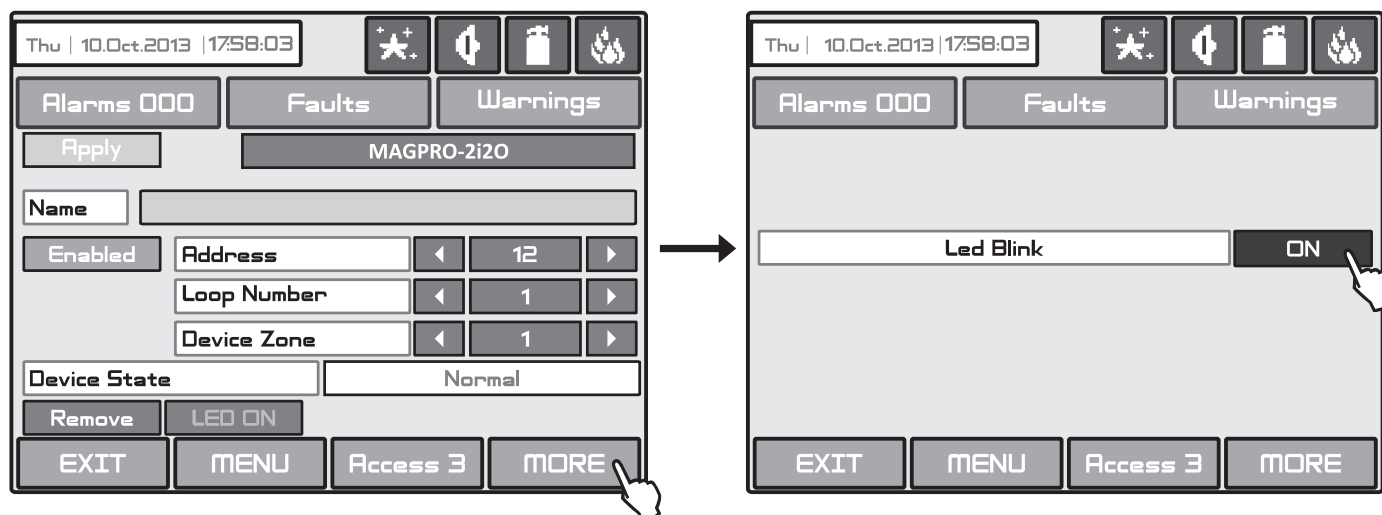 Thu | 10.Oct.2013 | 17:58:03
Alarms 000 Faults Warnings
Apply MAGPRO-2i2O
Name
Enabled Address 12
Loop Number 1
Device Zone 1
Device State Normal
Remove LED ON
EXIT MENU Access 3 MORE
Thu | 10.Oct.2013 | 17:58:03
Alarms 000 Faults Warnings
Led Blink ON
EXIT MENU Access 3 MORE